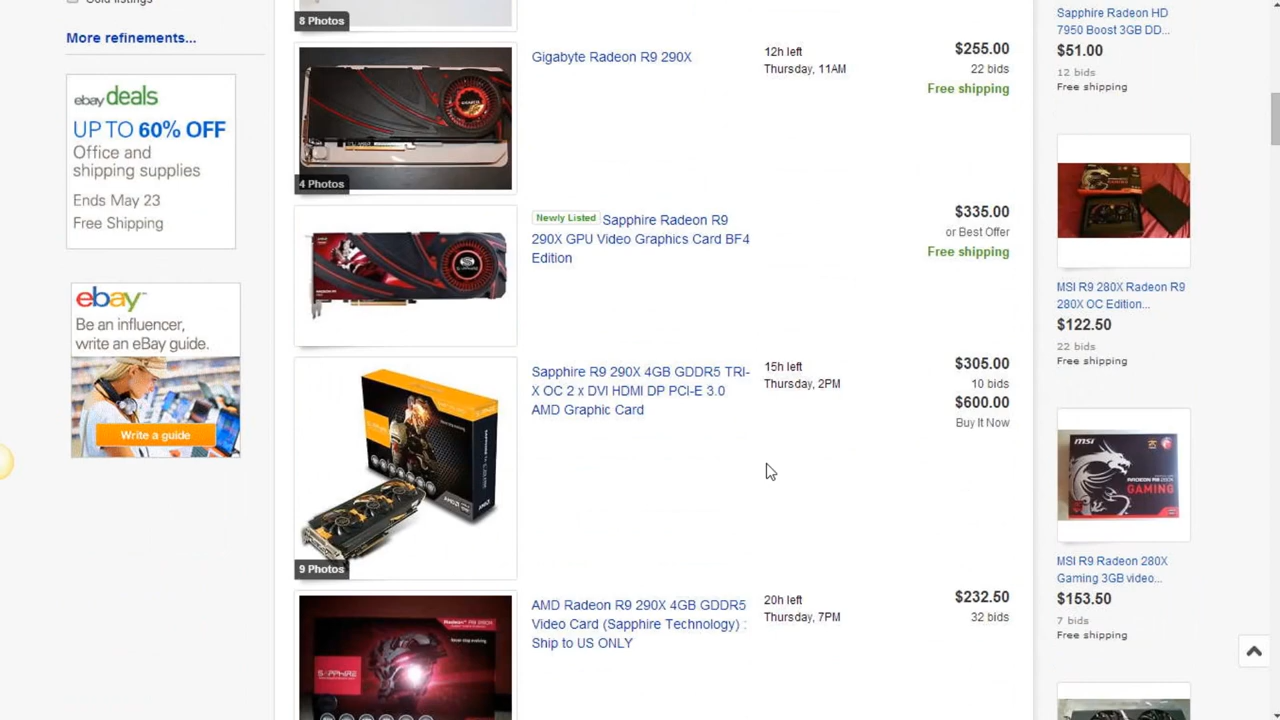 Sold listings
More refinements...
ebay deals
UP TO 60% OFF
Office and
shipping supplies
Ends May 23
Free Shipping
ebay™
Be an influencer,
write an eBay guide.
Write a guide
8 Photos
4 Photos
Gigabyte Radeon R9 290X
12h left
Thursday, 11AM
$255.00
22 bids
Free shipping
Newly Listed Sapphire Radeon R9
290X GPU Video Graphics Card BF4
Edition
$335.00
or Best Offer
Free shipping
9 Photos
Sapphire R9 290X 4GB GDDR5 TRI-
X OC 2 x DVI HDMI DP PCI-E 3.0
AMD Graphic Card
15h left
Thursday, 2PM
$305.00
10 bids
$600.00
Buy It Now
SAPPHIRE
AMD Radeon R9 290X 4GB GDDR5
Video Card (Sapphire Technology) :
Ship to US ONLY
20h left
Thursday, 7PM
$232.50
32 bids
Sapphire Radeon HD
7950 Boost 3GB DD...
$51.00
12 bids
Free shipping
MSI R9 280X Radeon R9
280X OC Edition...
$122.50
22 bids
Free shipping
msi
GAMING
MSI R9 Radeon 280X
Gaming 3GB video...
$153.50
7 bids
Free shipping